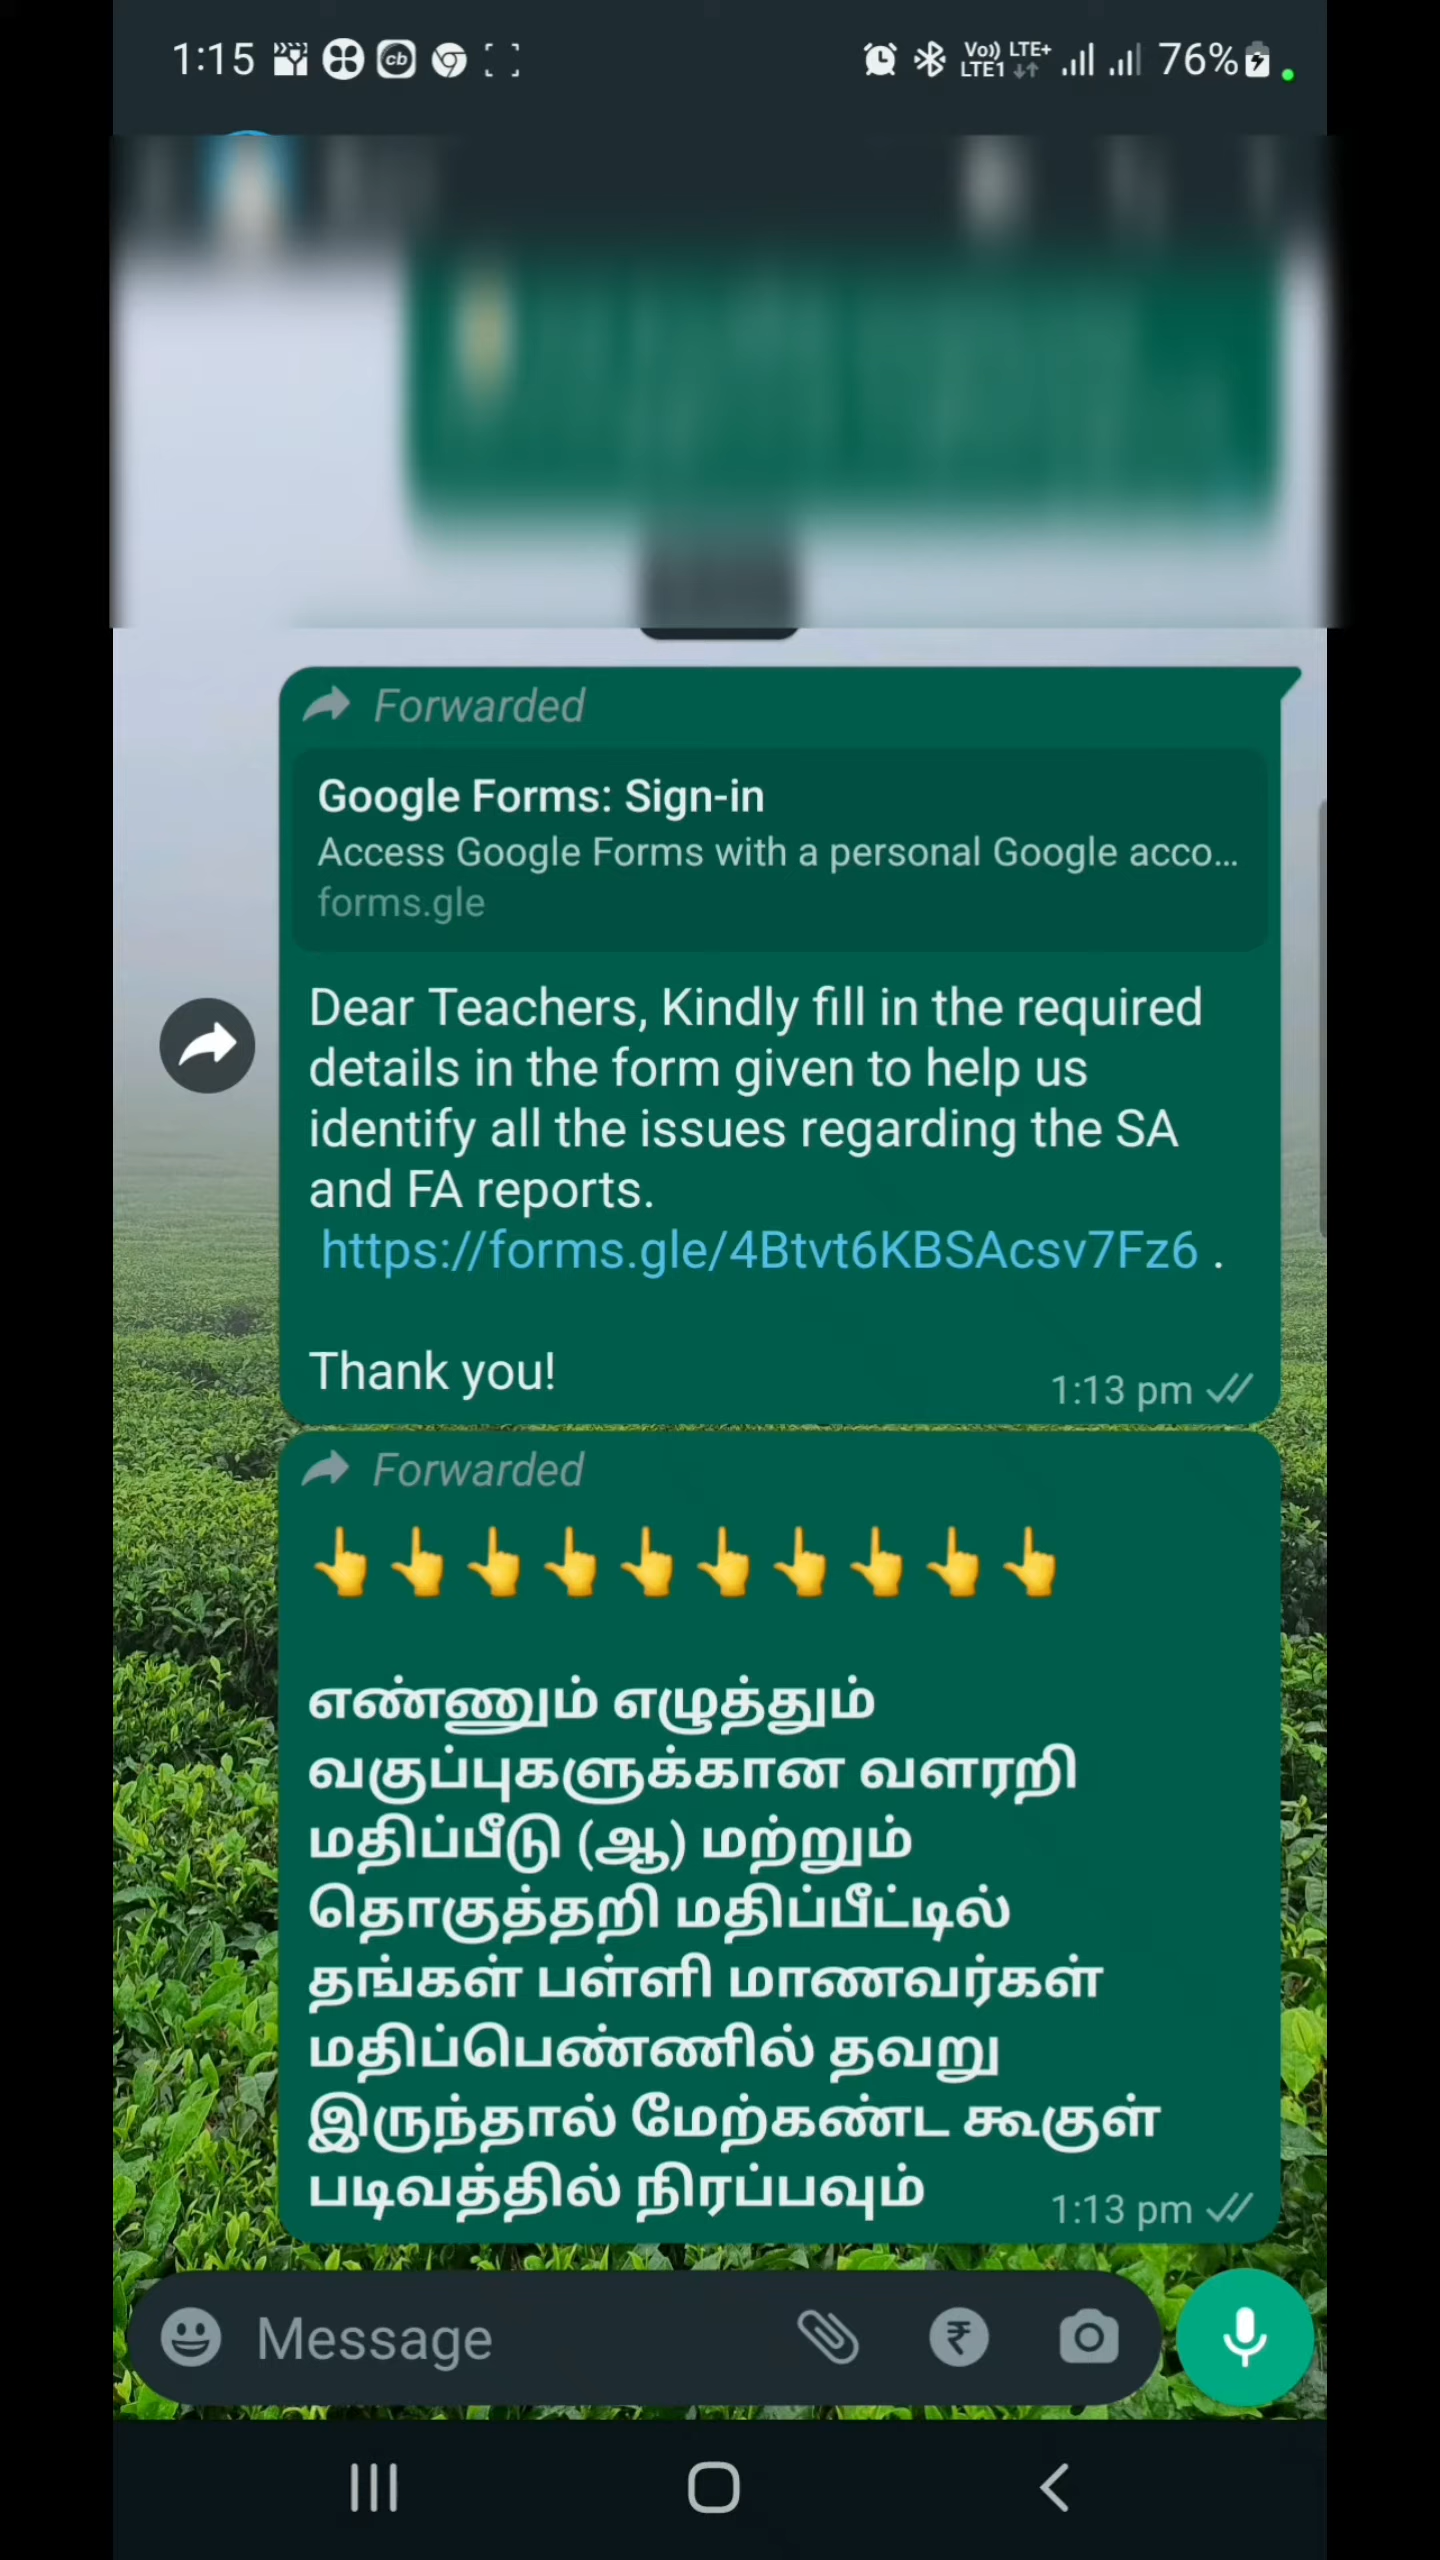 1:15
Vo)) LTE+
LTE1
76%
Forwarded
Google Forms: Sign-in
Access Google Forms with a personal Google acco...
forms.gle
Dear Teachers, Kindly fill in the required
details in the form given to help us
identify all the issues regarding the SA
and FA reports.
https://forms.gle/4Btvt6KBSAcsv7Fz6 .
Thank you!
1:13 pm
Forwarded
👆👆👆👆👆👆👆👆👆👆
எண்ணும் எழுத்தும்
வகுப்புகளுக்கான வளரறி
மதிப்பீடு (ஆ) மற்றும்
தொகுத்தறி மதிப்பீட்டில்
தங்கள் பள்ளி மாணவர்கள்
மதிப்பெண்ணில் தவறு
இருந்தால் மேற்கண்ட கூகுள்
படிவத்தில் நிரப்பவும்
1:13 pm
Message